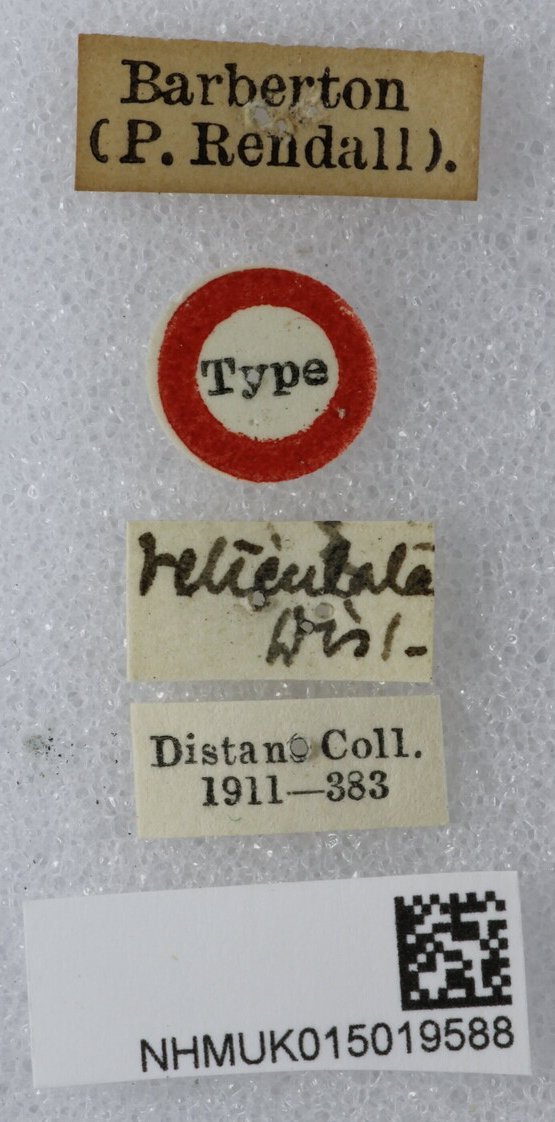 Barberton
(P. Rendall).
Type
reticulata
Dist.
Distant Coll.
1911—383
NHMUK015019588